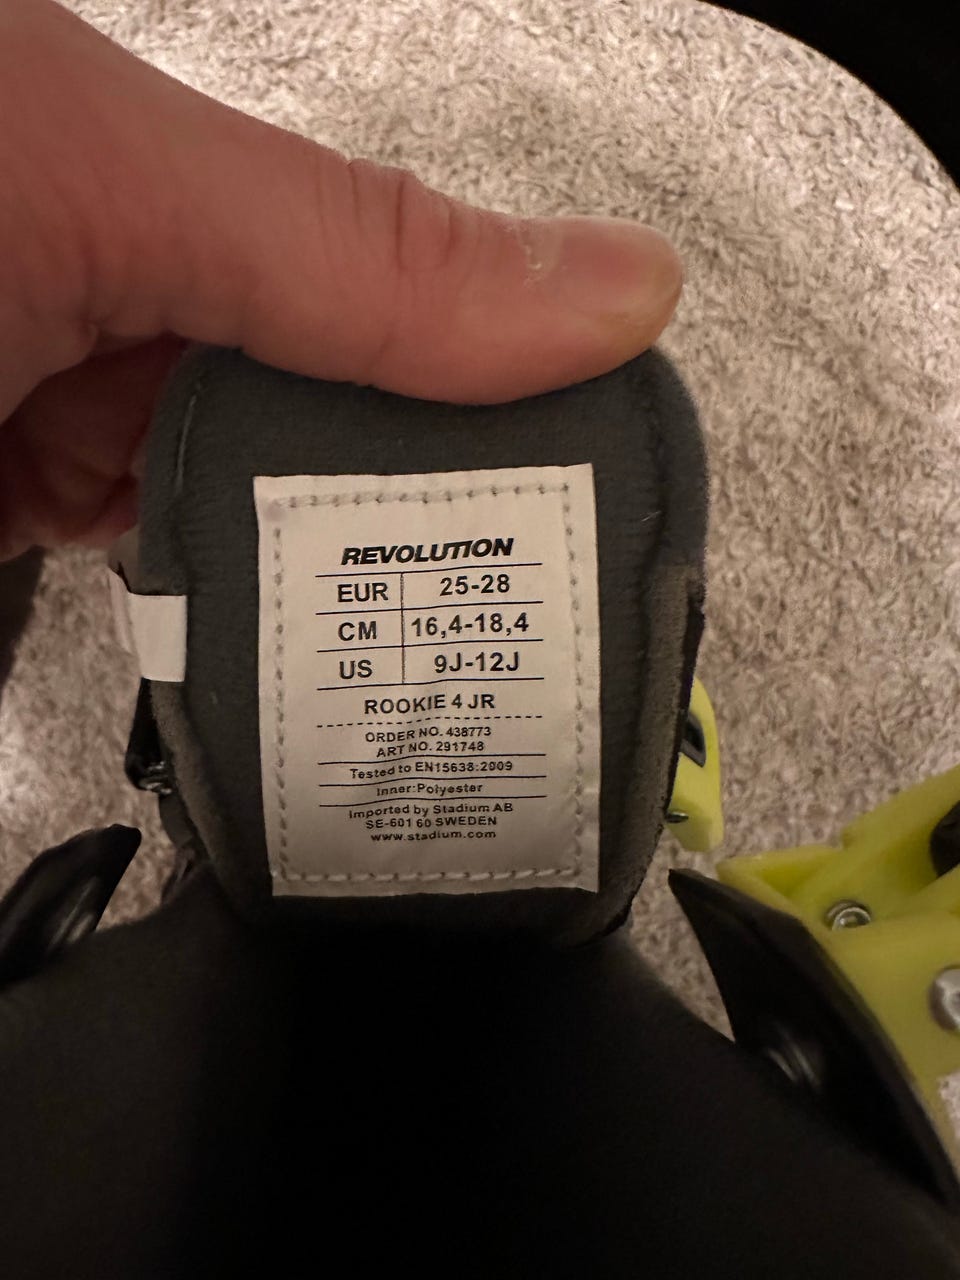 REVOLUTION
EUR 25-28
CM 16,4-18,4
US 9J-12J
ROOKIE 4 JR
ORDER NO. 438773
ART NO. 291748
Tested to EN15638:2009
Inner:Polyester
Imported by Stadium AB
SE-601 60 SWEDEN
www.stadium.com